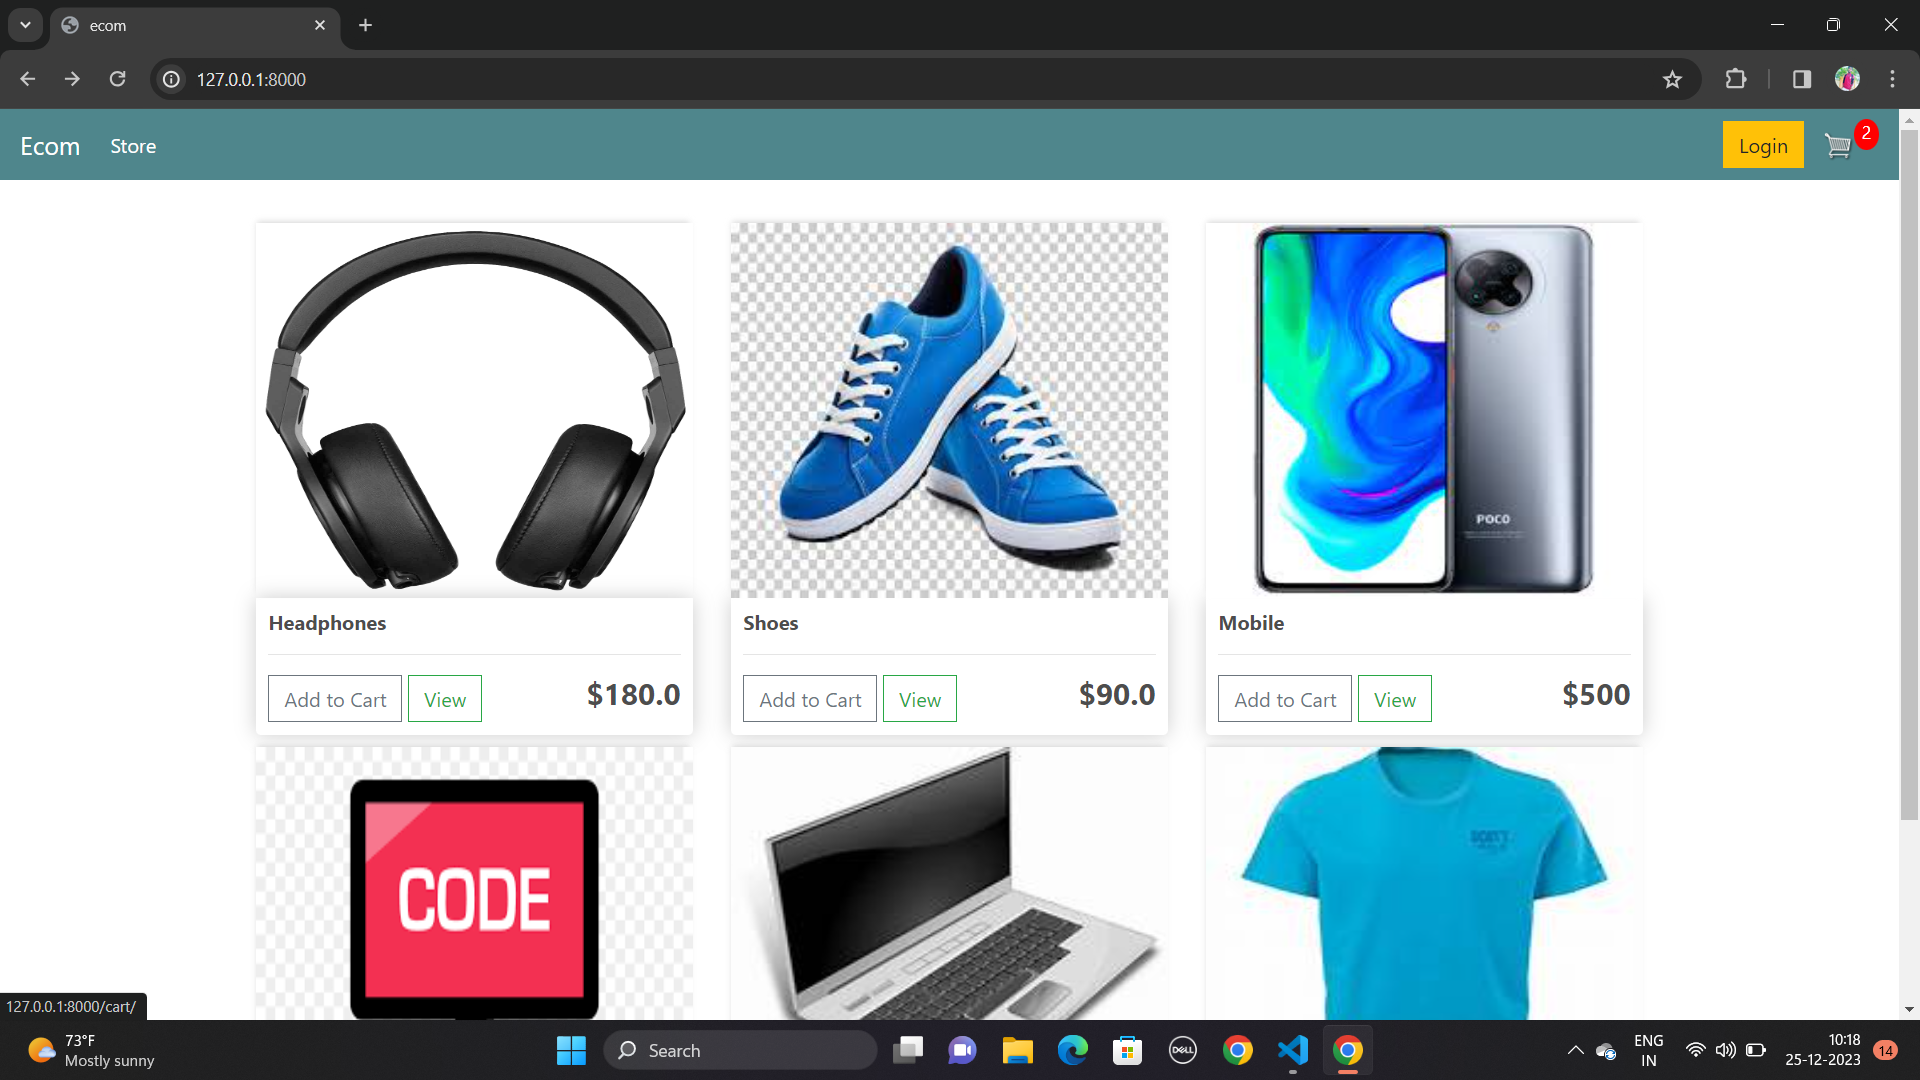 ecom
127.0.0.1:8000
Ecom
Store
Login
2
POCO
Headphones
Add to Cart
View
$180.0
Shoes
Add to Cart
View
$90.0
Mobile
Add to Cart
View
$500
CODE
127.0.0.1:8000/cart/
73°F
Mostly sunny
Search
DELL
ENG
IN
10:18
25-12-2023
14